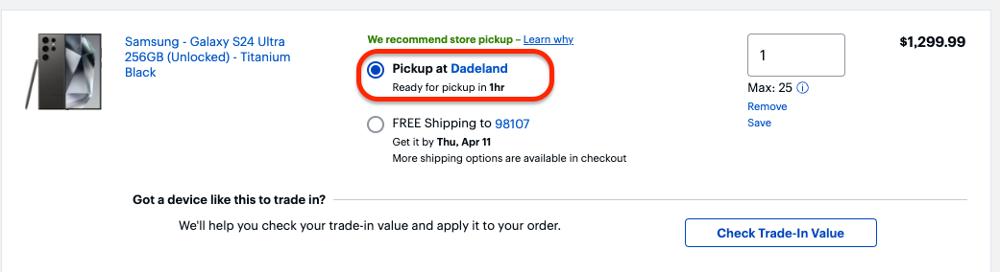 Samsung - Galaxy S24 Ultra
256GB (Unlocked) - Titanium
Black
We recommend store pickup – Learn why
Pickup at Dadeland
Ready for pickup in 1hr
FREE Shipping to 98107
Get it by Thu, Apr 11
More shipping options are available in checkout
1
Max: 25
Remove
Save
$1,299.99
Got a device like this to trade in?
We'll help you check your trade-in value and apply it to your order.
Check Trade-In Value